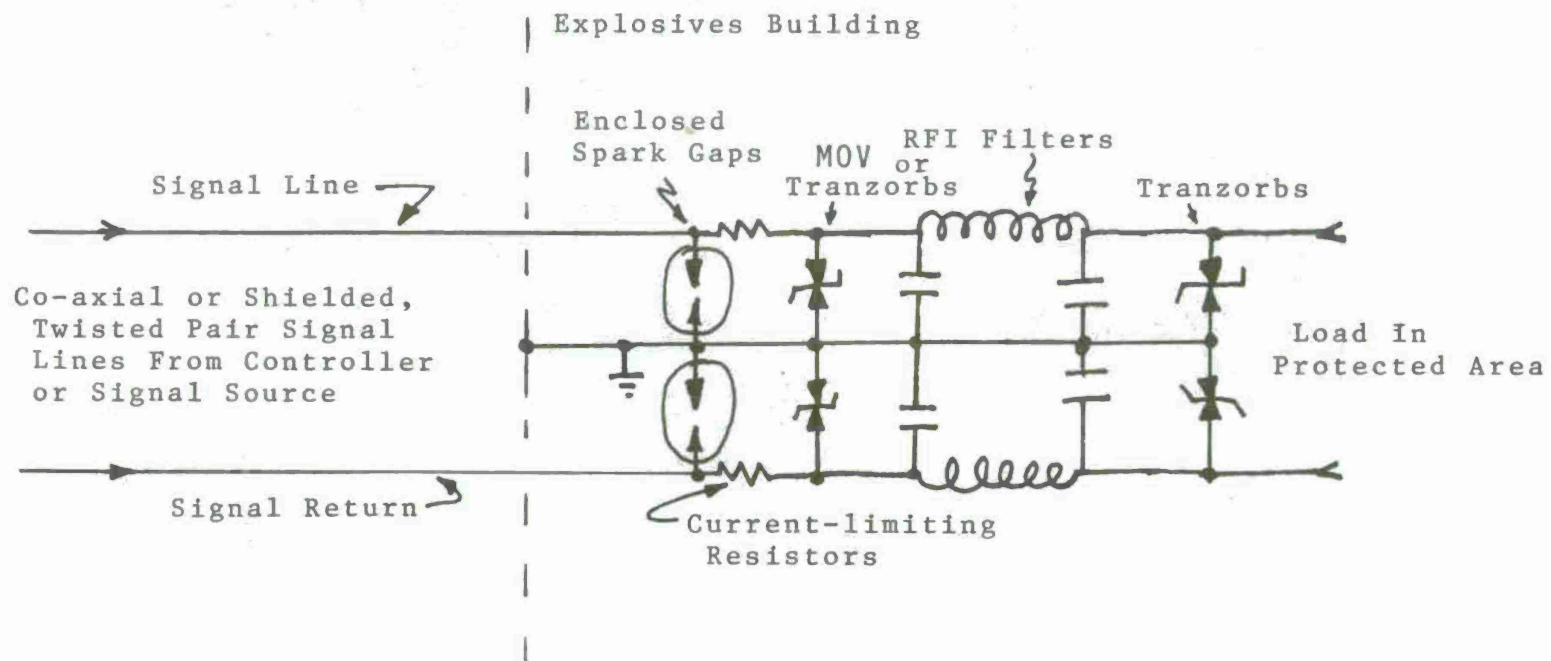 Explosives Building
Enclosed
Spark Gaps
MOV
or
Tranzorbs
RFI Filters
Tranzorbs
Signal Line
Co-axial or Shielded,
Twisted Pair Signal
Lines From Controller
or Signal Source
Load In
Protected Area
Signal Return
Current-limiting
Resistors